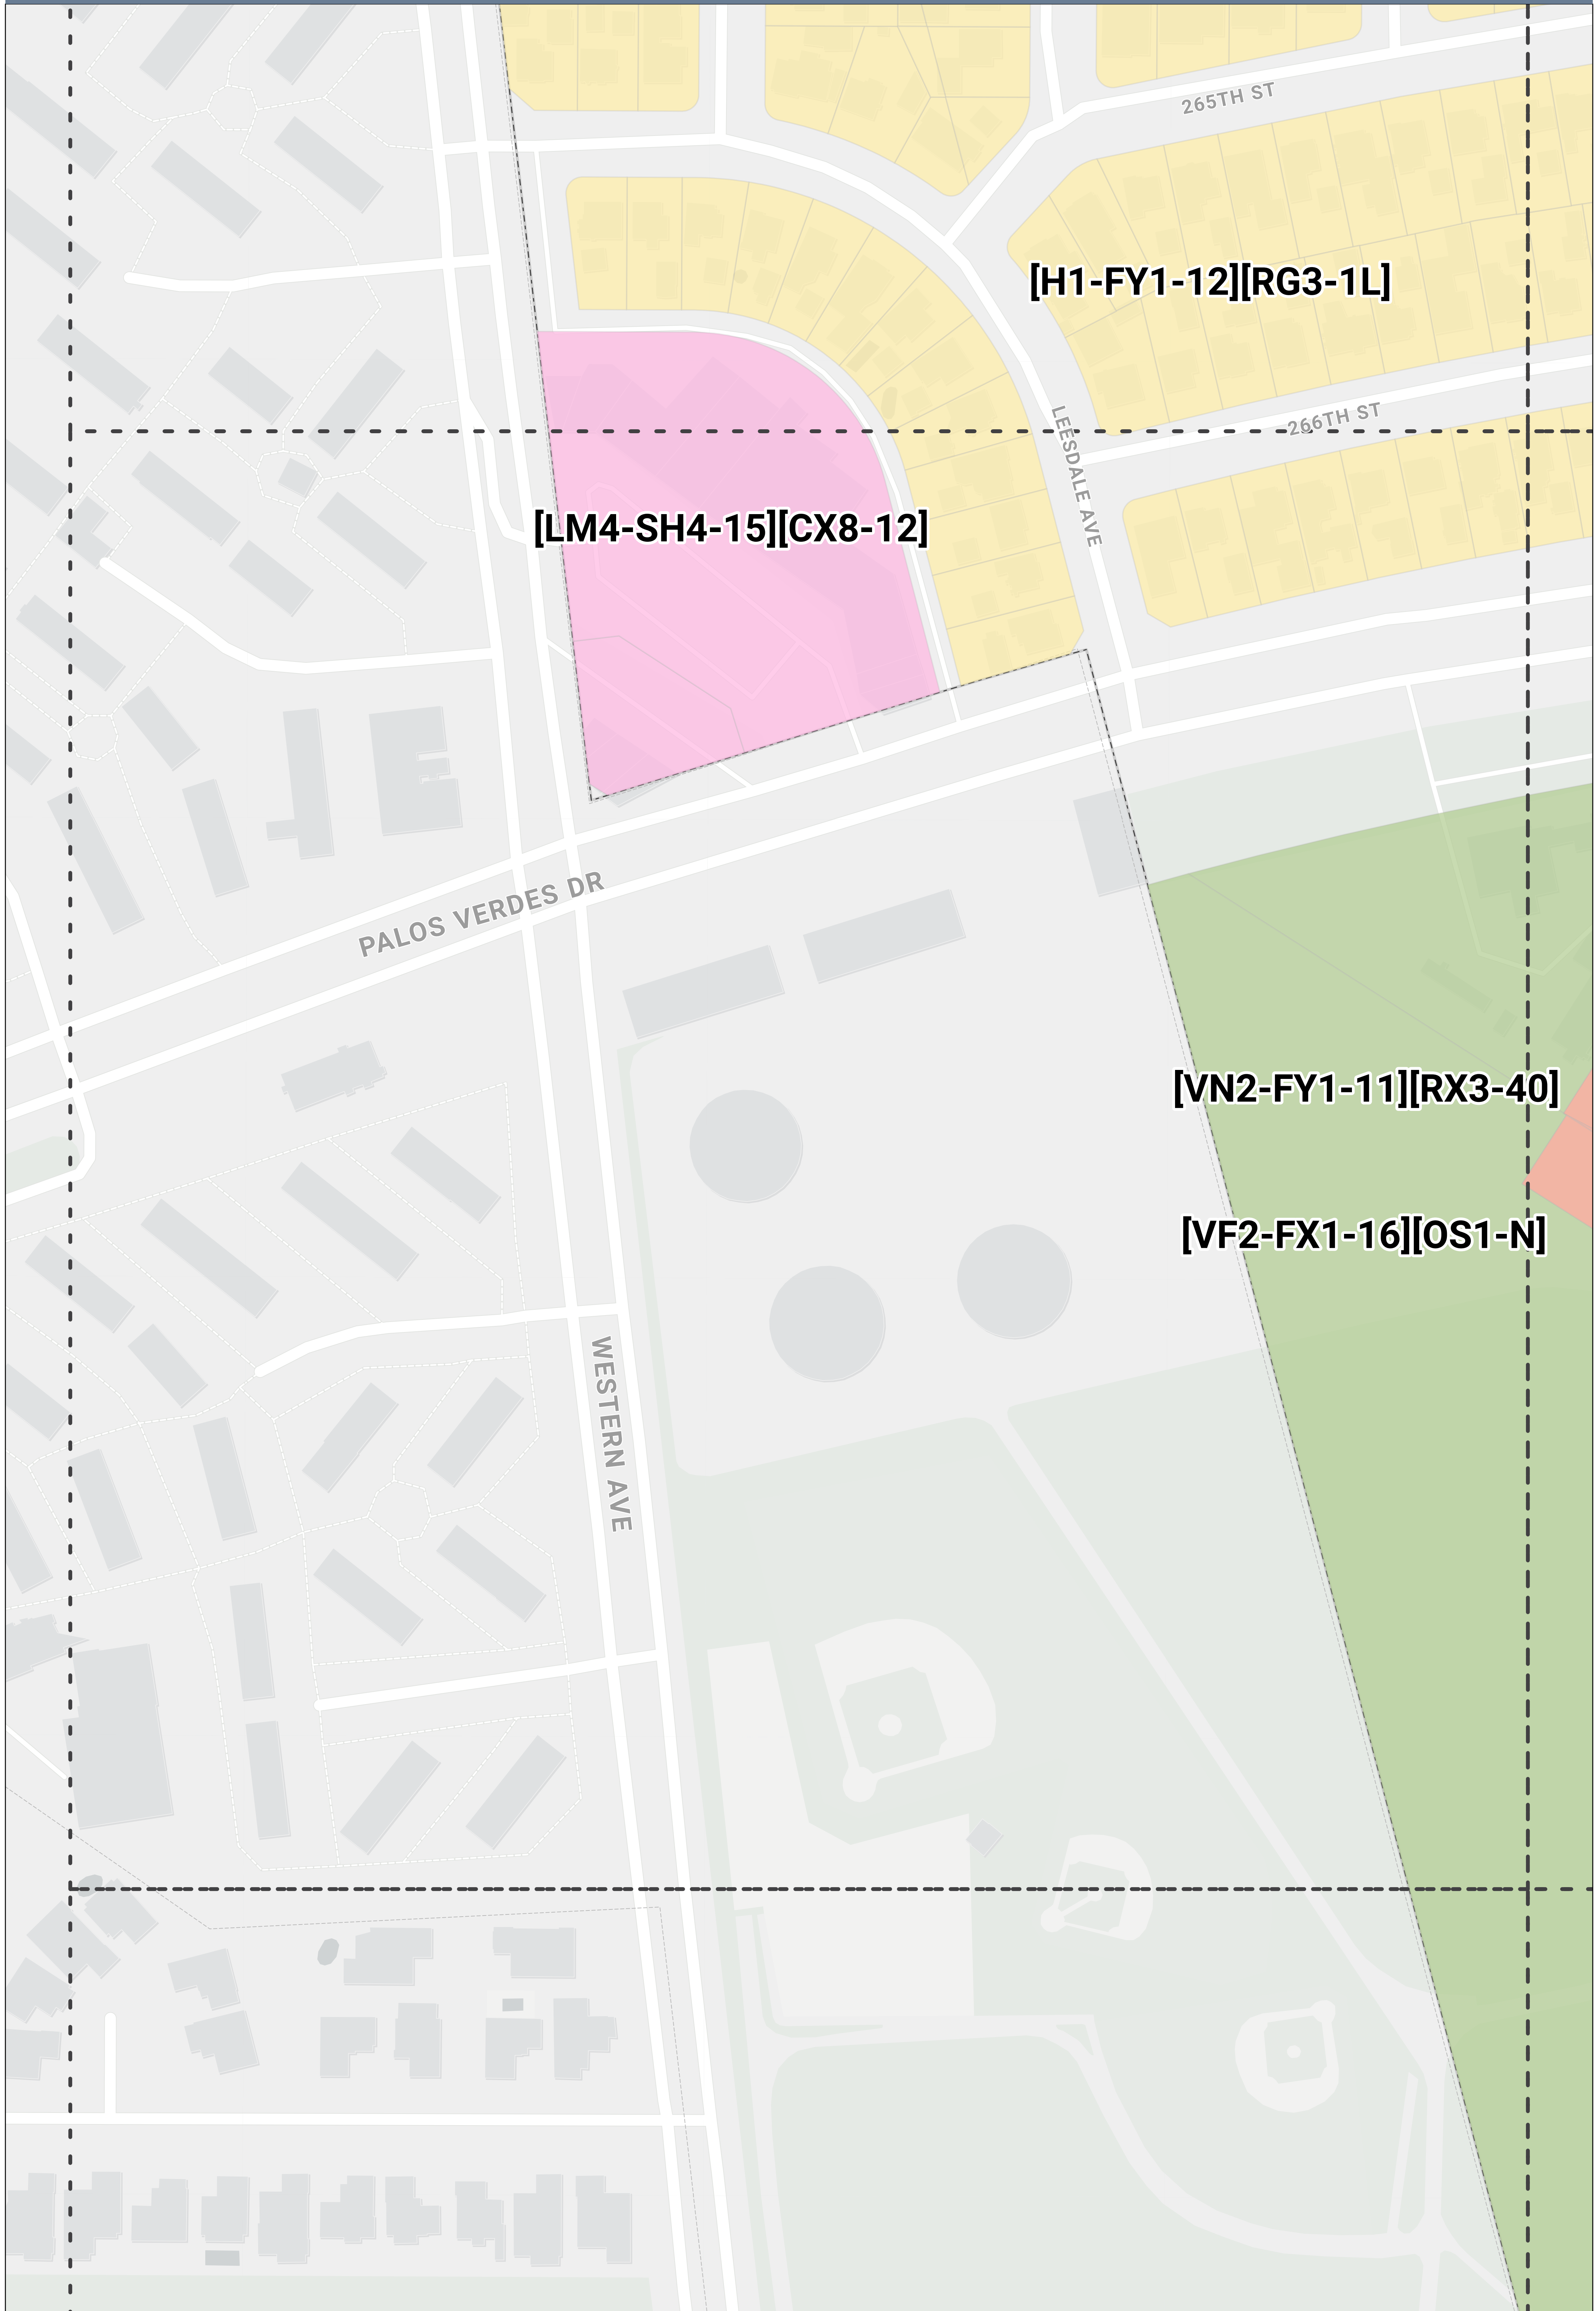 265TH ST
[H1-FY1-12][RG3-1L]
266TH ST
LEESDALE AVE
[LM4-SH4-15][CX8-12]
PALOS VERDES DR
[VN2-FY1-11][RX3-40]
[VF2-FX1-16][OS1-N]
WESTERN AVE